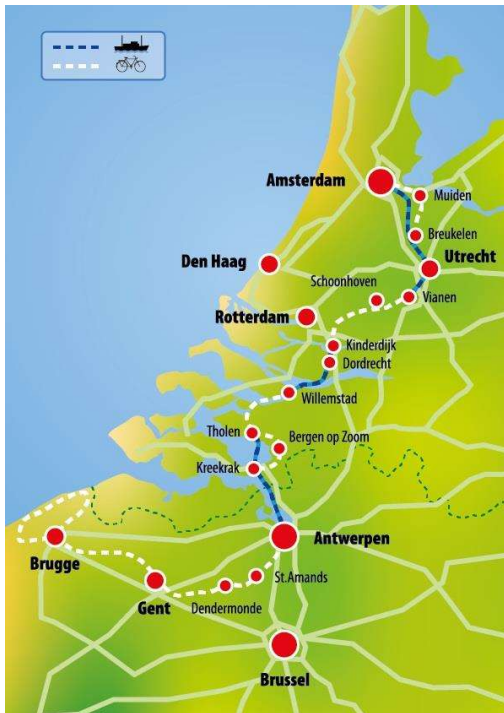 Amsterdam
Muiden
Breukelen
Utrecht
Den Haag
Schoonhoven
Vianen
Rotterdam
Kinderdijk
Dordrecht
Willemstad
Tholen
Bergen op Zoom
Kreekrak
Antwerpen
Brugge
St.Amands
Gent
Dendermonde
Brussel